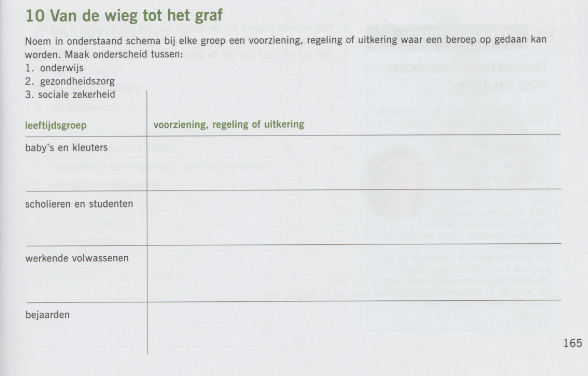 10 Van de wieg tot het graf
Noem in onderstaand schema bij elke groep een voorziening, regeling of uitkering waar een beroep op gedaan kan
worden. Maak onderscheid tussen:
1. onderwijs
2. gezondheidszorg
3. sociale zekerheid
leeftijdsgroep voorziening, regeling of uitkering
baby's en kleuters
scholieren en studenten
werkende volwassenen
bejaarden
165